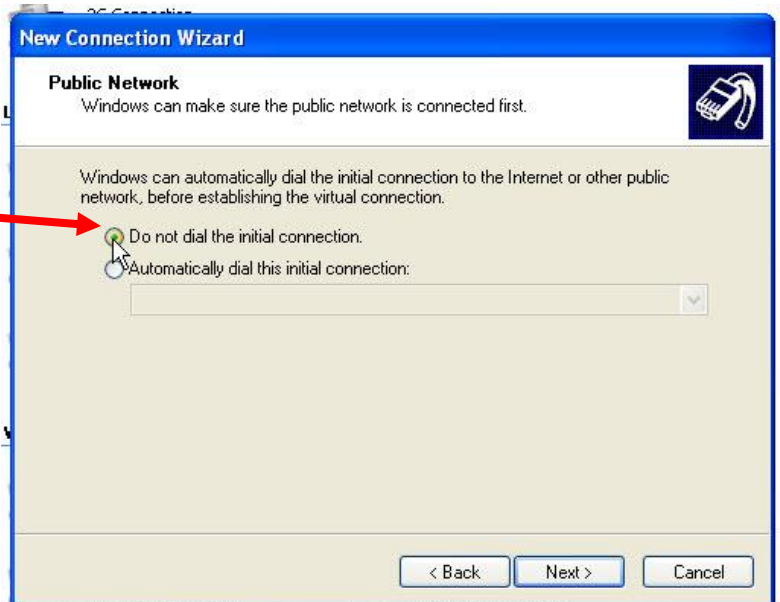 New Connection Wizard
Public Network
Windows can make sure the public network is connected first.
Windows can automatically dial the initial connection to the Internet or other public
network, before establishing the virtual connection.
Do not dial the initial connection.
Automatically dial this initial connection:
< Back
Next >
Cancel